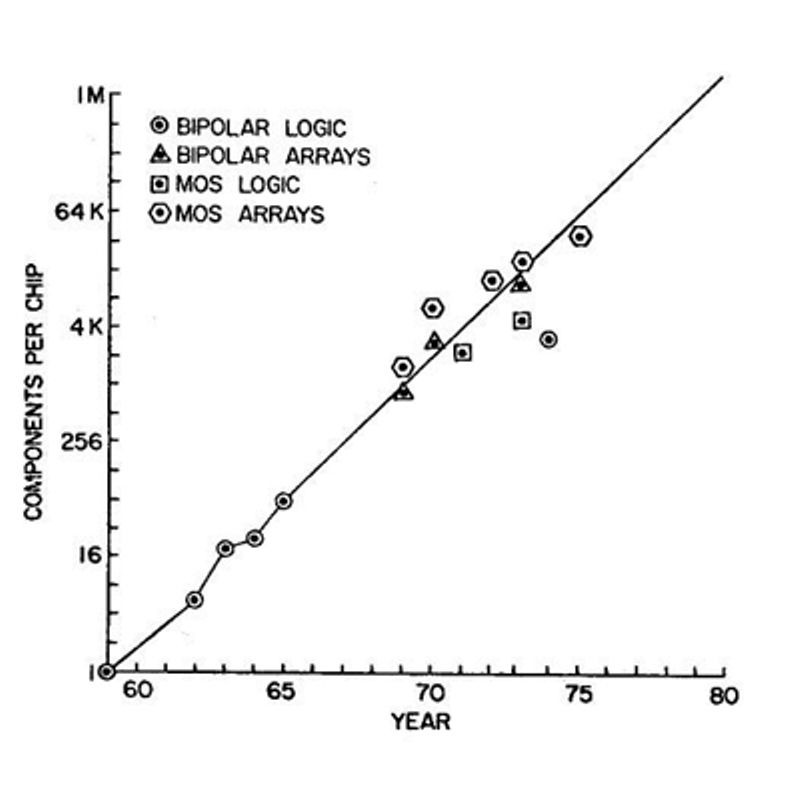 1M
BIPOLAR LOGIC
BIPOLAR ARRAYS
MOS LOGIC
64K
MOS ARRAYS
COMPONENTS PER CHIP
4K
256
16
1
60 65 70 75 80
YEAR